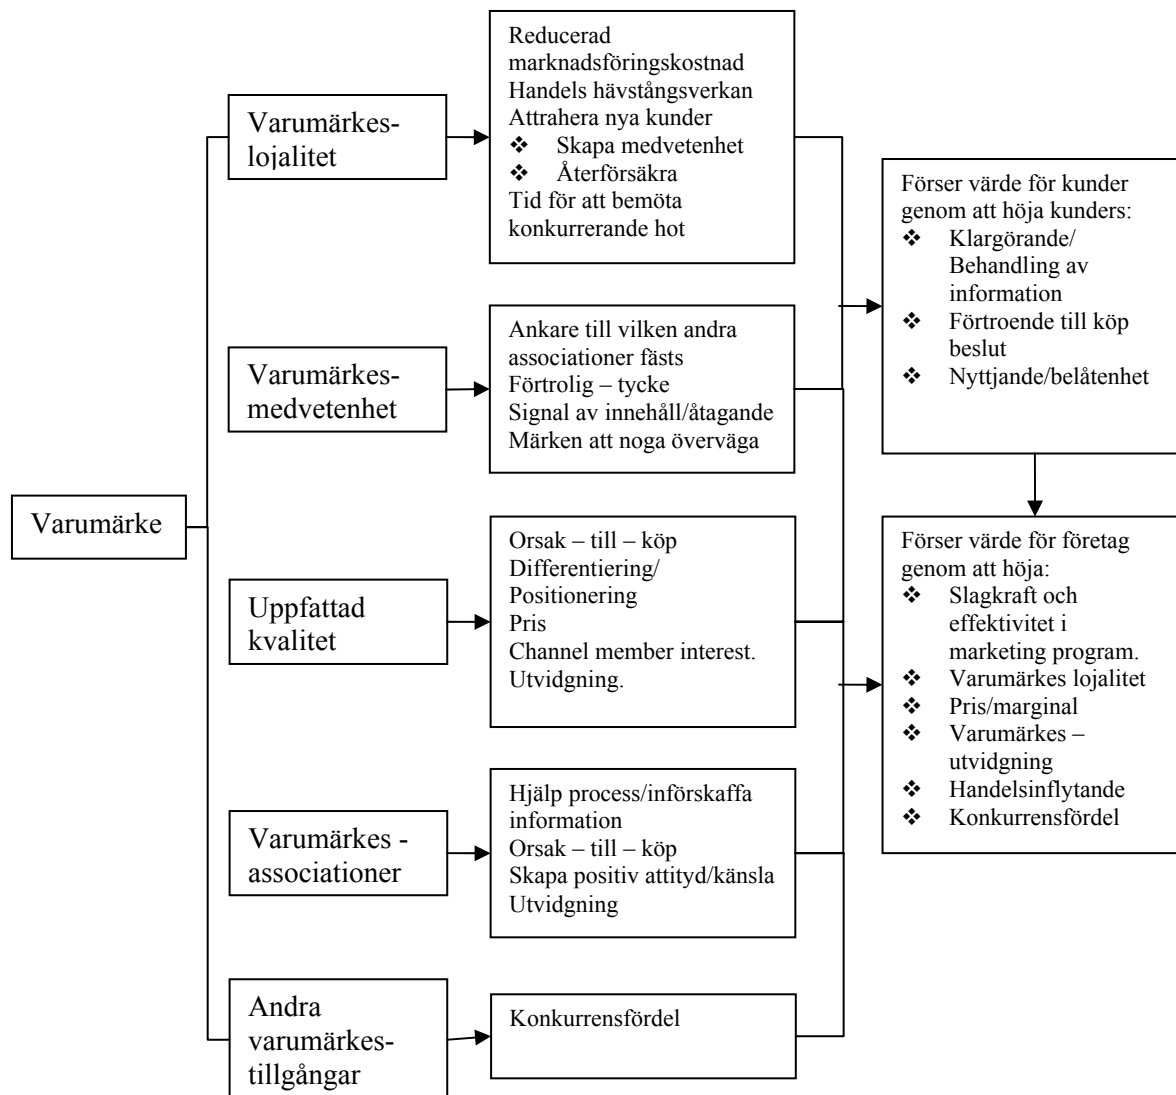 Varumärke
Varumärkes-
lojalitet
Reducerad
marknadsföringskostnad
Handels hävstångsverkan
Attrahera nya kunder
❖ Skapa medvetenhet
❖ Återförsäkra
Tid för att bemöta
konkurrerande hot
Varumärkes-
medvetenhet
Ankare till vilken andra
associationer fästs
Förtrolig – tycke
Signal av innehåll/åtagande
Märken att noga överväga
Uppfattad
kvalitet
Orsak – till – köp
Differentiering/
Positionering
Pris
Channel member interest.
Utvidgning.
Varumärkes -
associationer
Hjälp process/införskaffa
information
Orsak – till – köp
Skapa positiv attityd/känsla
Utvidgning
Andra
varumärkes-
tillgångar
Konkurrensfördel
Förser värde för kunder
genom att höja kunders:
❖ Klargörande/
Behandling av
information
❖ Förtroende till köp
beslut
❖ Nyttjande/belåtenhet
Förser värde för företag
genom att höja:
❖ Slagkraft och
effektivitet i
marketing program.
❖ Varumärkes lojalitet
❖ Pris/marginal
❖ Varumärkes –
utvidgning
❖ Handelsinflytande
❖ Konkurrensfördel